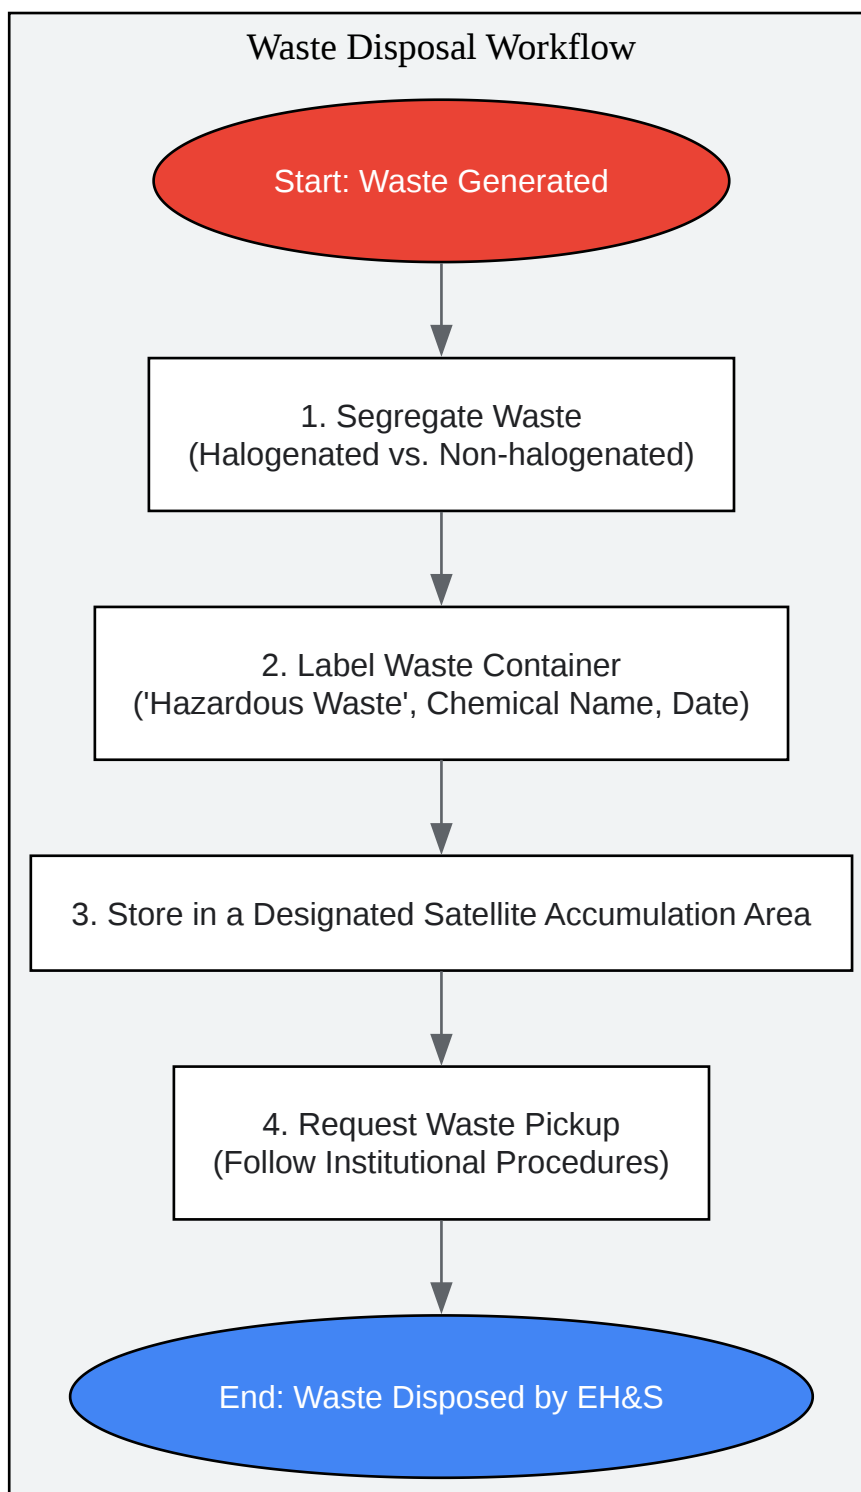 Waste Disposal Workflow
Start: Waste Generated
1. Segregate Waste
(Halogenated vs. Non-halogenated)
2. Label Waste Container
('Hazardous Waste', Chemical Name, Date)
3. Store in a Designated Satellite Accumulation Area
4. Request Waste Pickup
(Follow Institutional Procedures)
End: Waste Disposed by EH&S